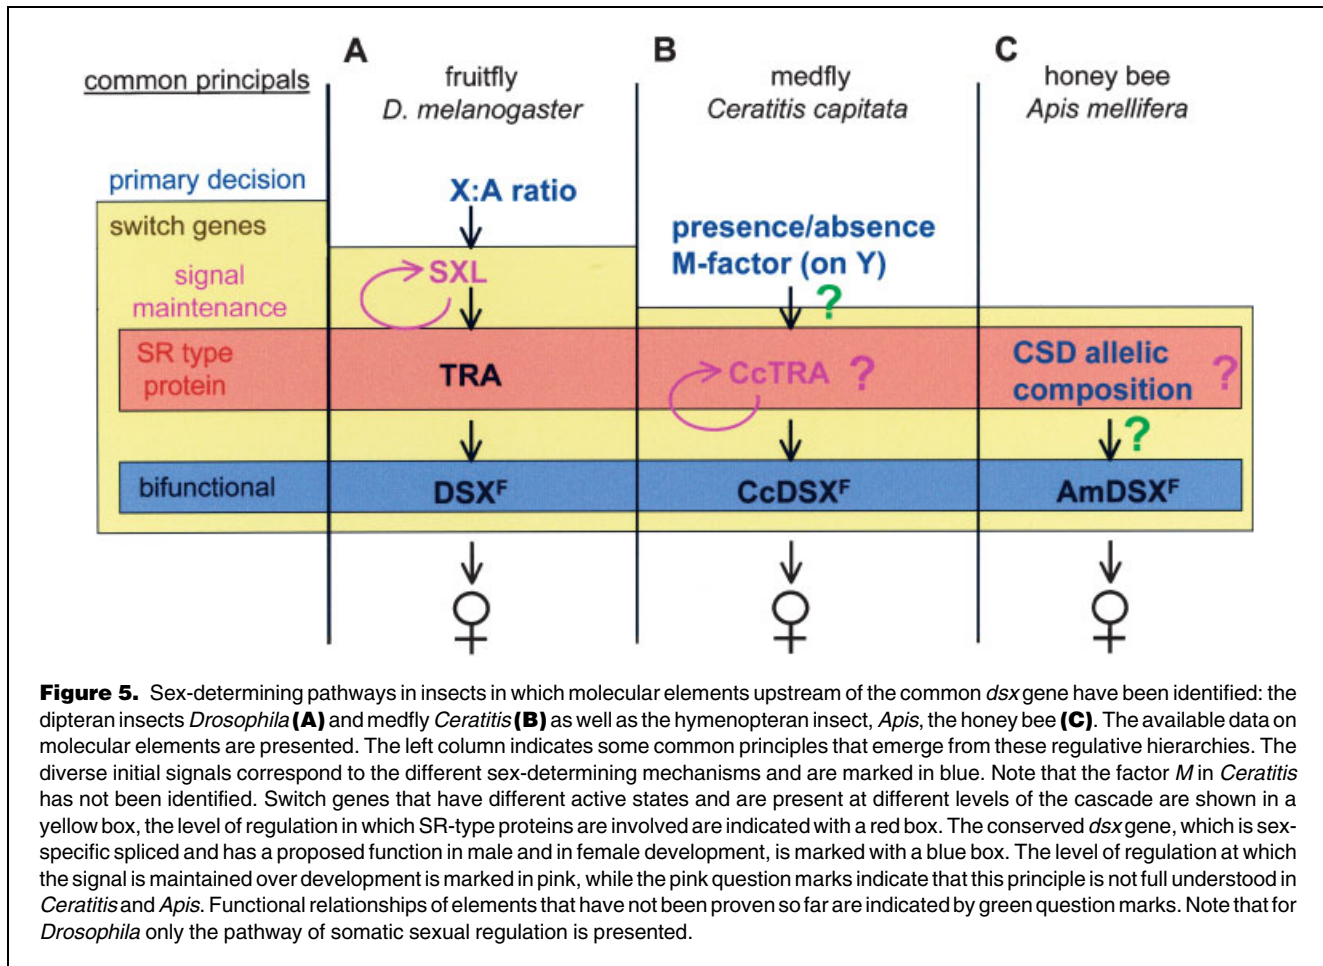 A
B
C
common principals
fruitfly
D. melanogaster
medfly
Ceratitis capitata
honey bee
Apis mellifera
primary decision
X:A ratio
switch genes
presence/absence
M-factor (on Y)
signal
maintenance
SXL
?
SR type
protein
TRA
CcTRA ?
CSD allelic
composition
?
?
bifunctional
DSXF
CcDSXF
AmDSXF
Figure 5. Sex-determining pathways in insects in which molecular elements upstream of the common dsx gene have been identified: the
dipteran insects Drosophila (A) and medfly Ceratitis (B) as well as the hymenopteran insect, Apis, the honey bee (C). The available data on
molecular elements are presented. The left column indicates some common principles that emerge from these regulative hierarchies. The
diverse initial signals correspond to the different sex-determining mechanisms and are marked in blue. Note that the factor M in Ceratitis
has not been identified. Switch genes that have different active states and are present at different levels of the cascade are shown in a
yellow box, the level of regulation in which SR-type proteins are involved are indicated with a red box. The conserved dsx gene, which is sex-
specific spliced and has a proposed function in male and in female development, is marked with a blue box. The level of regulation at which
the signal is maintained over development is marked in pink, while the pink question marks indicate that this principle is not full understood in
Ceratitis and Apis. Functional relationships of elements that have not been proven so far are indicated by green question marks. Note that for
Drosophila only the pathway of somatic sexual regulation is presented.